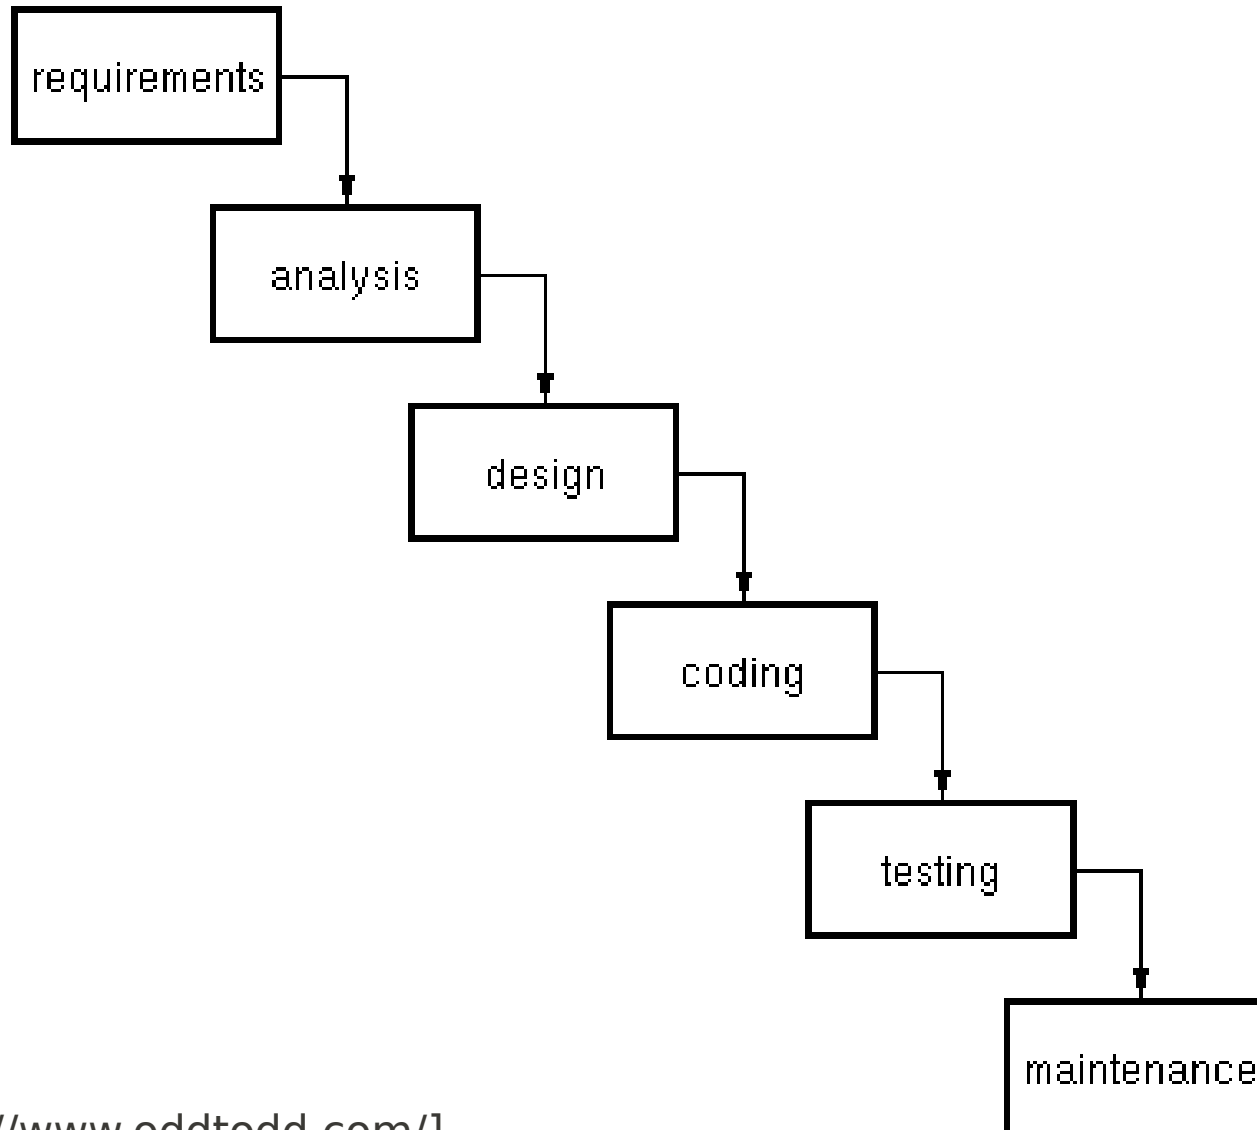 requirements
analysis
design
coding
testing
maintenance
//www.oddtodd.com/]